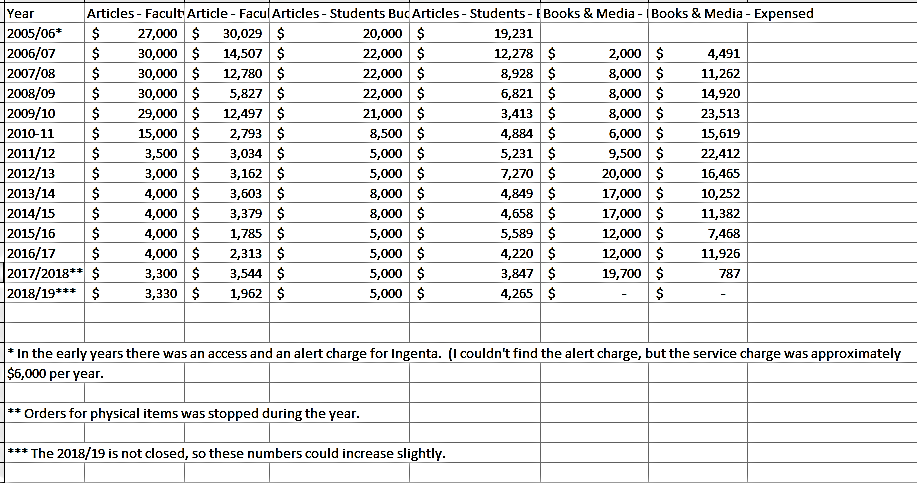 Year Articles - Facult Article - Facul Articles - Students Bud Articles - Students - E Books & Media - Books & Media - Expensed
2005/06* $ 27,000 $ 30,029 $ 20,000 $ 19,231
2006/07 $ 30,000 $ 14,507 $ 22,000 $ 12,278 $ 2,000 $ 4,491
2007/08 $ 30,000 $ 12,780 $ 22,000 $ 8,928 $ 8,000 $ 11,262
2008/09 $ 30,000 $ 5,827 $ 22,000 $ 6,821 $ 8,000 $ 14,920
2009/10 $ 29,000 $ 12,497 $ 21,000 $ 3,413 $ 8,000 $ 23,513
2010-11 $ 15,000 $ 2,793 $ 8,500 $ 4,884 $ 6,000 $ 15,619
2011/12 $ 3,500 $ 3,034 $ 5,000 $ 5,231 $ 9,500 $ 22,412
2012/13 $ 3,000 $ 3,162 $ 5,000 $ 7,270 $ 20,000 $ 16,465
2013/14 $ 4,000 $ 3,603 $ 8,000 $ 4,849 $ 17,000 $ 10,252
2014/15 $ 4,000 $ 3,379 $ 8,000 $ 4,658 $ 17,000 $ 11,382
2015/16 $ 4,000 $ 1,785 $ 5,000 $ 5,589 $ 12,000 $ 7,468
2016/17 $ 4,000 $ 2,313 $ 5,000 $ 4,220 $ 12,000 $ 11,926
2017/2018** $ 3,300 $ 3,544 $ 5,000 $ 3,847 $ 19,700 $ 787
2018/19*** $ 3,330 $ 1,962 $ 5,000 $ 4,265 $ - $ -
* In the early years there was an access and an alert charge for Ingenta. (I couldn't find the alert charge, but the service charge was approximately
$6,000 per year.
** Orders for physical items was stopped during the year.
*** The 2018/19 is not closed, so these numbers could increase slightly.